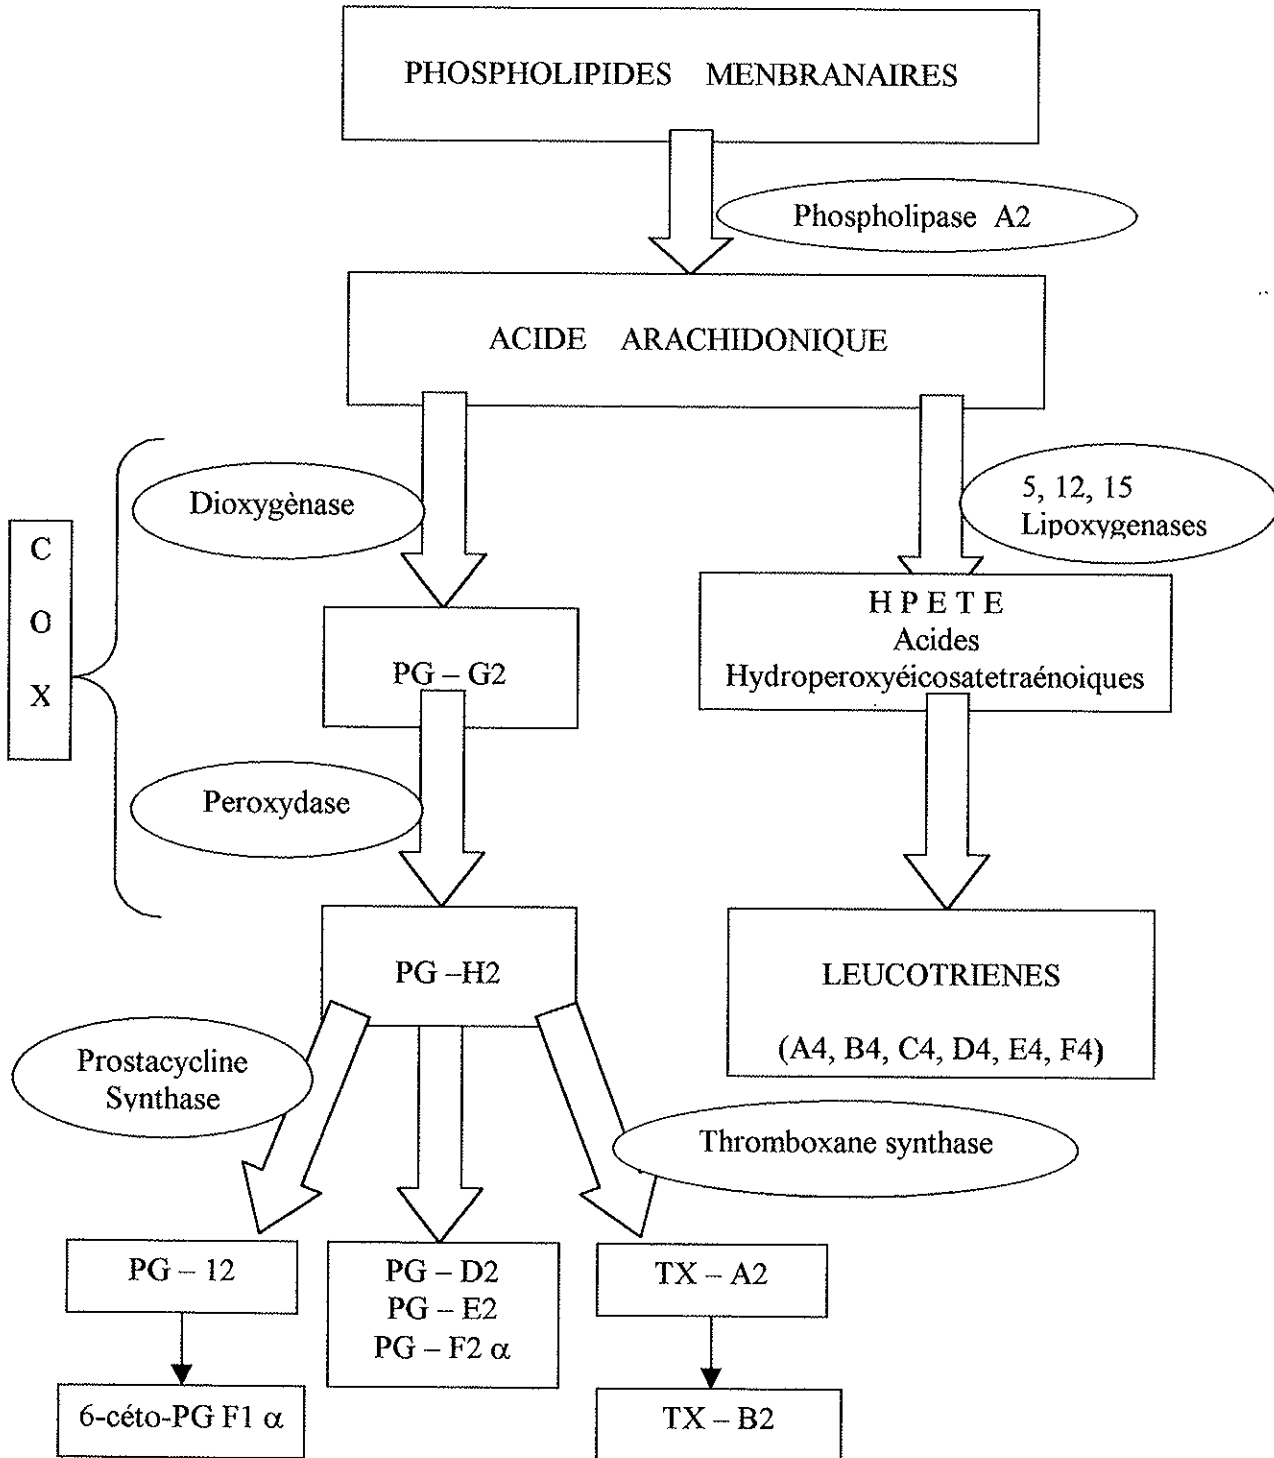 PHOSPHOLIPIDES MENBRANAIRES
Phospholipase A2
ACIDE ARACHIDONIQUE
Dioxygènase
5, 12, 15
Lipoxygenases
C
O
X
PG – G2
H P E T E
Acides
Hydroperoxyéicosatetraénoiques
Peroxydase
PG –H2
LEUCOTRIENES
(A4, B4, C4, D4, E4, F4)
Prostacycline
Synthase
Thromboxane synthase
PG – 12
PG – D2
PG – E2
PG – F2 α
TX – A2
6-céto-PG F1 α
TX – B2